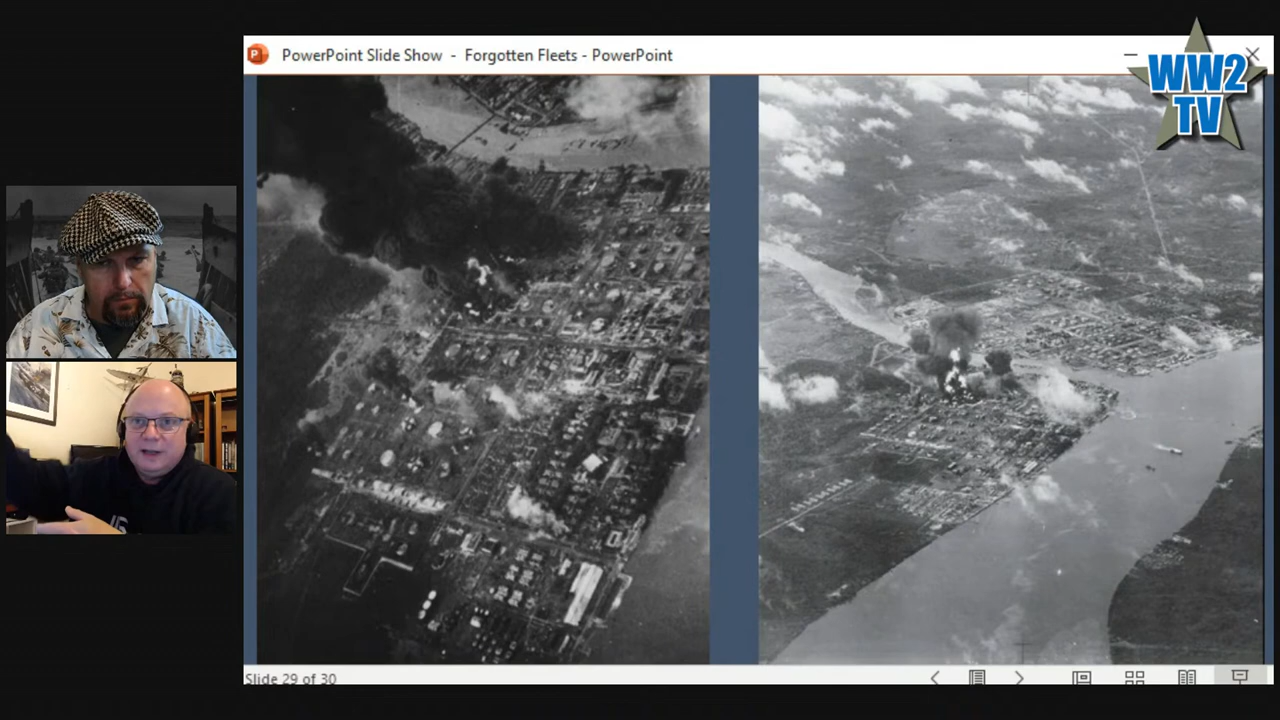 PowerPoint Slide Show - Forgotten Fleets - PowerPoint
WW2
TV
Slide 29 of 30